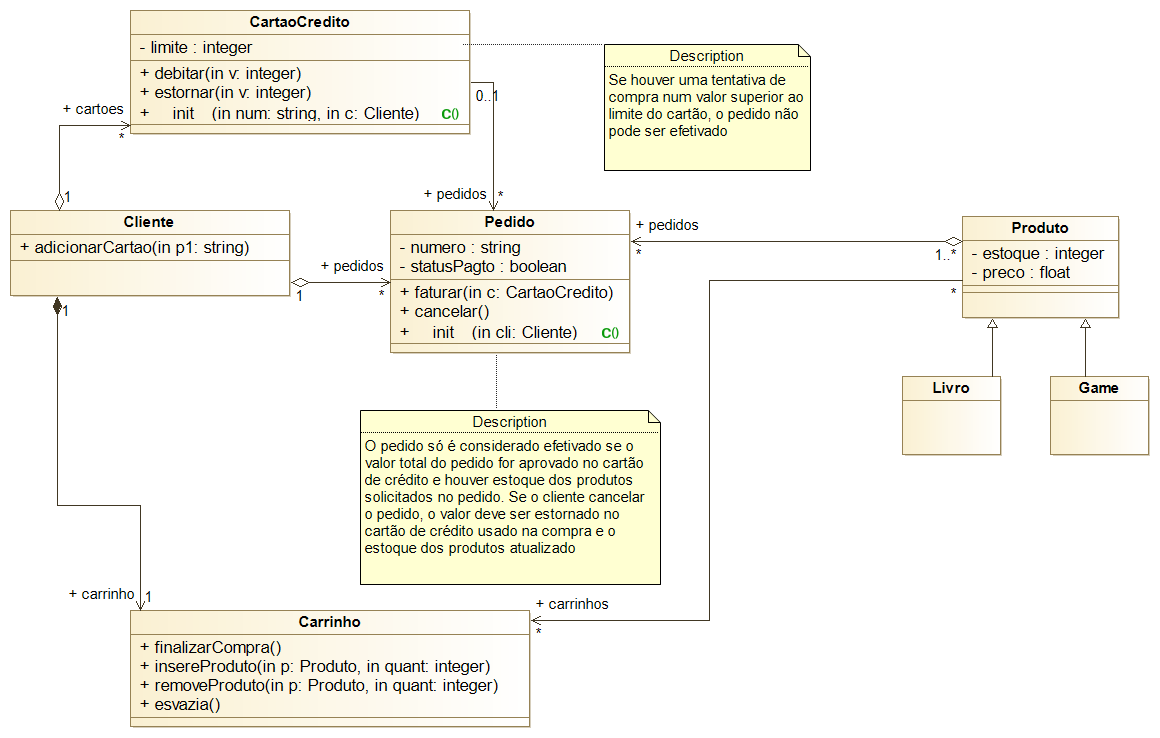 CartaoCredito
- limite : integer
+ debitar(in v: integer)
+ estornar(in v: integer)
+ init (in num: string, in c: Cliente) C()
Description
Se houver uma tentativa de
compra num valor superior ao
limite do cartão, o pedido não
pode ser efetivado
0..1
+ cartoes
*
1
+ pedidos
*
Cliente
+ adicionarCartao(in p1: string)
+ pedidos
1
*
Pedido
- numero : string
- statusPagto : boolean
+ faturar(in c: CartaoCredito)
+ cancelar()
+ init (in cli: Cliente) C()
+ pedidos
*
1..*
*
Produto
- estoque : integer
- preco : float
1
Livro
Game
Description
O pedido só é considerado efetivado se o
valor total do pedido for aprovado no cartão
de crédito e houver estoque dos produtos
solicitados no pedido. Se o cliente cancelar
o pedido, o valor deve ser estornado no
cartão de crédito usado na compra e o
estoque dos produtos atualizado
+ carrinho
1
+ carrinhos
*
Carrinho
+ finalizarCompra()
+ insereProduto(in p: Produto, in quant: integer)
+ removeProduto(in p: Produto, in quant: integer)
+ esvazia()